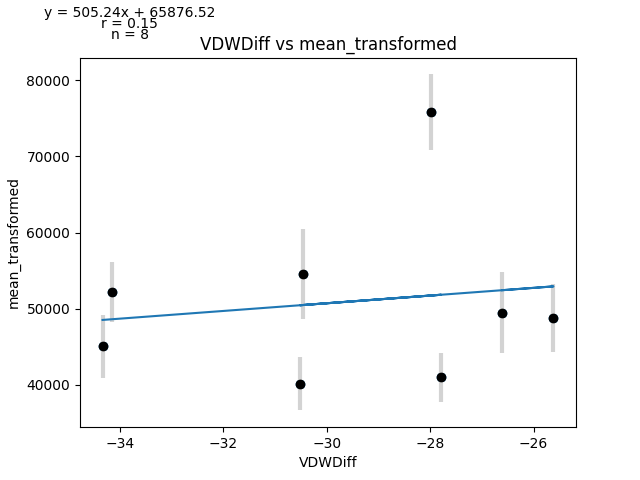 y = 505.24x + 65876.52
r = 0.15
n = 8
VDWDiff vs mean_transformed
80000
70000
60000
50000
40000
mean_transformed
−34
−32
−30
−28
−26
VDWDiff